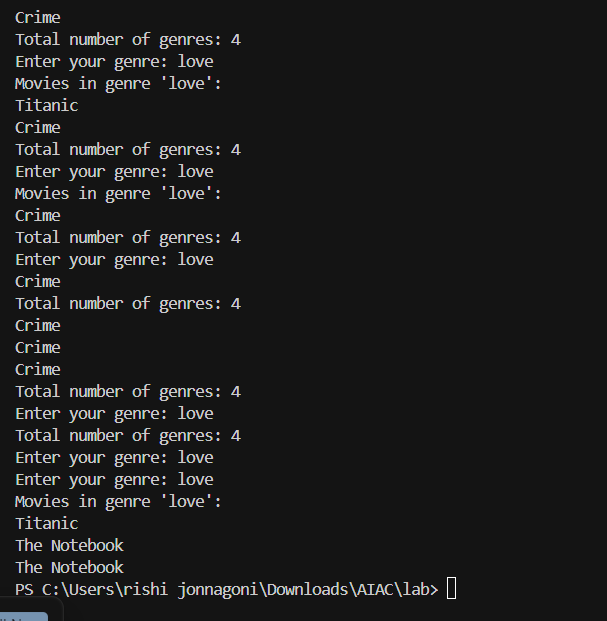 Crime
Total number of genres: 4
Enter your genre: love
Movies in genre 'love':
Titanic
Crime
Total number of genres: 4
Enter your genre: love
Movies in genre 'love':
Crime
Total number of genres: 4
Enter your genre: love
Crime
Total number of genres: 4
Crime
Crime
Crime
Total number of genres: 4
Enter your genre: love
Total number of genres: 4
Enter your genre: love
Enter your genre: love
Movies in genre 'love':
Titanic
The Notebook
The Notebook
PS C:\Users\rishi jonnagoni\Downloads\AIAC\lab>